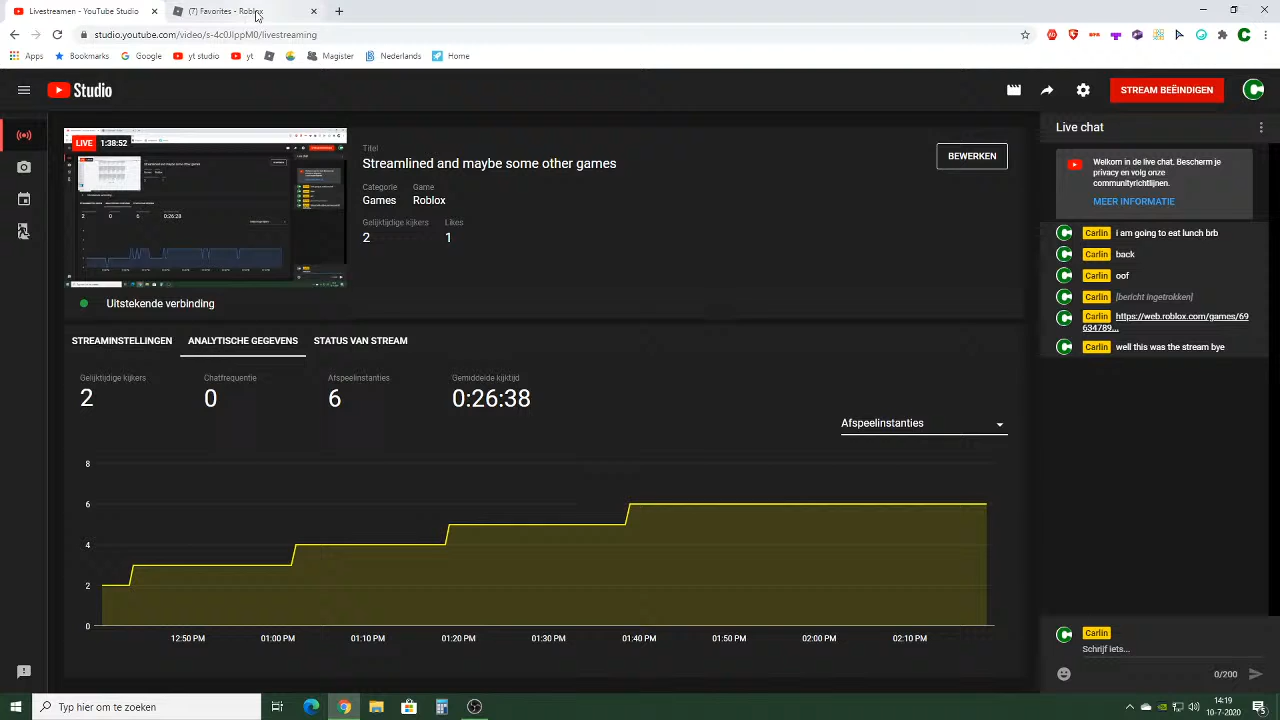 Livestreamen - YouTube Studio
(7) Favorites - Roblox
studio.youtube.com/video/s-4c0JIppM0/livestreaming
Apps
Bookmarks
Google
yt studio
yt
Magister
Nederlands
Home
Studio
STREAM BEËINDIGEN
LIVE 1:38:52
Titel
Streamlined and maybe some other games
BEWERKEN
Categorie
Game
Games
Roblox
Gelijktijdige kijkers
Likes
2
1
Uitstekende verbinding
STREAMINSTELLINGEN
ANALYTISCHE GEGEVENS
STATUS VAN STREAM
Gelijktijdige kijkers
Chatfrequentie
Afspeelinstanties
Gemiddelde kijktijd
2
0
6
0:26:38
Afspeelinstanties
8
6
4
2
0
12:50 PM
01:00 PM
01:10 PM
01:20 PM
01:30 PM
01:40 PM
01:50 PM
02:00 PM
02:10 PM
Live chat
Welkom in de live chat. Bescherm je
privacy en volg onze
communityrichtlijnen.
MEER INFORMATIE
Carlin i am going to eat lunch brb
Carlin back
Carlin oof
Carlin [bericht ingetrokken]
Carlin https://web.roblox.com/games/69
634789...
Carlin well this was the stream bye
Carlin
Schrijf iets...
0/200
Typ hier om te zoeken
14:19
10-7-2020